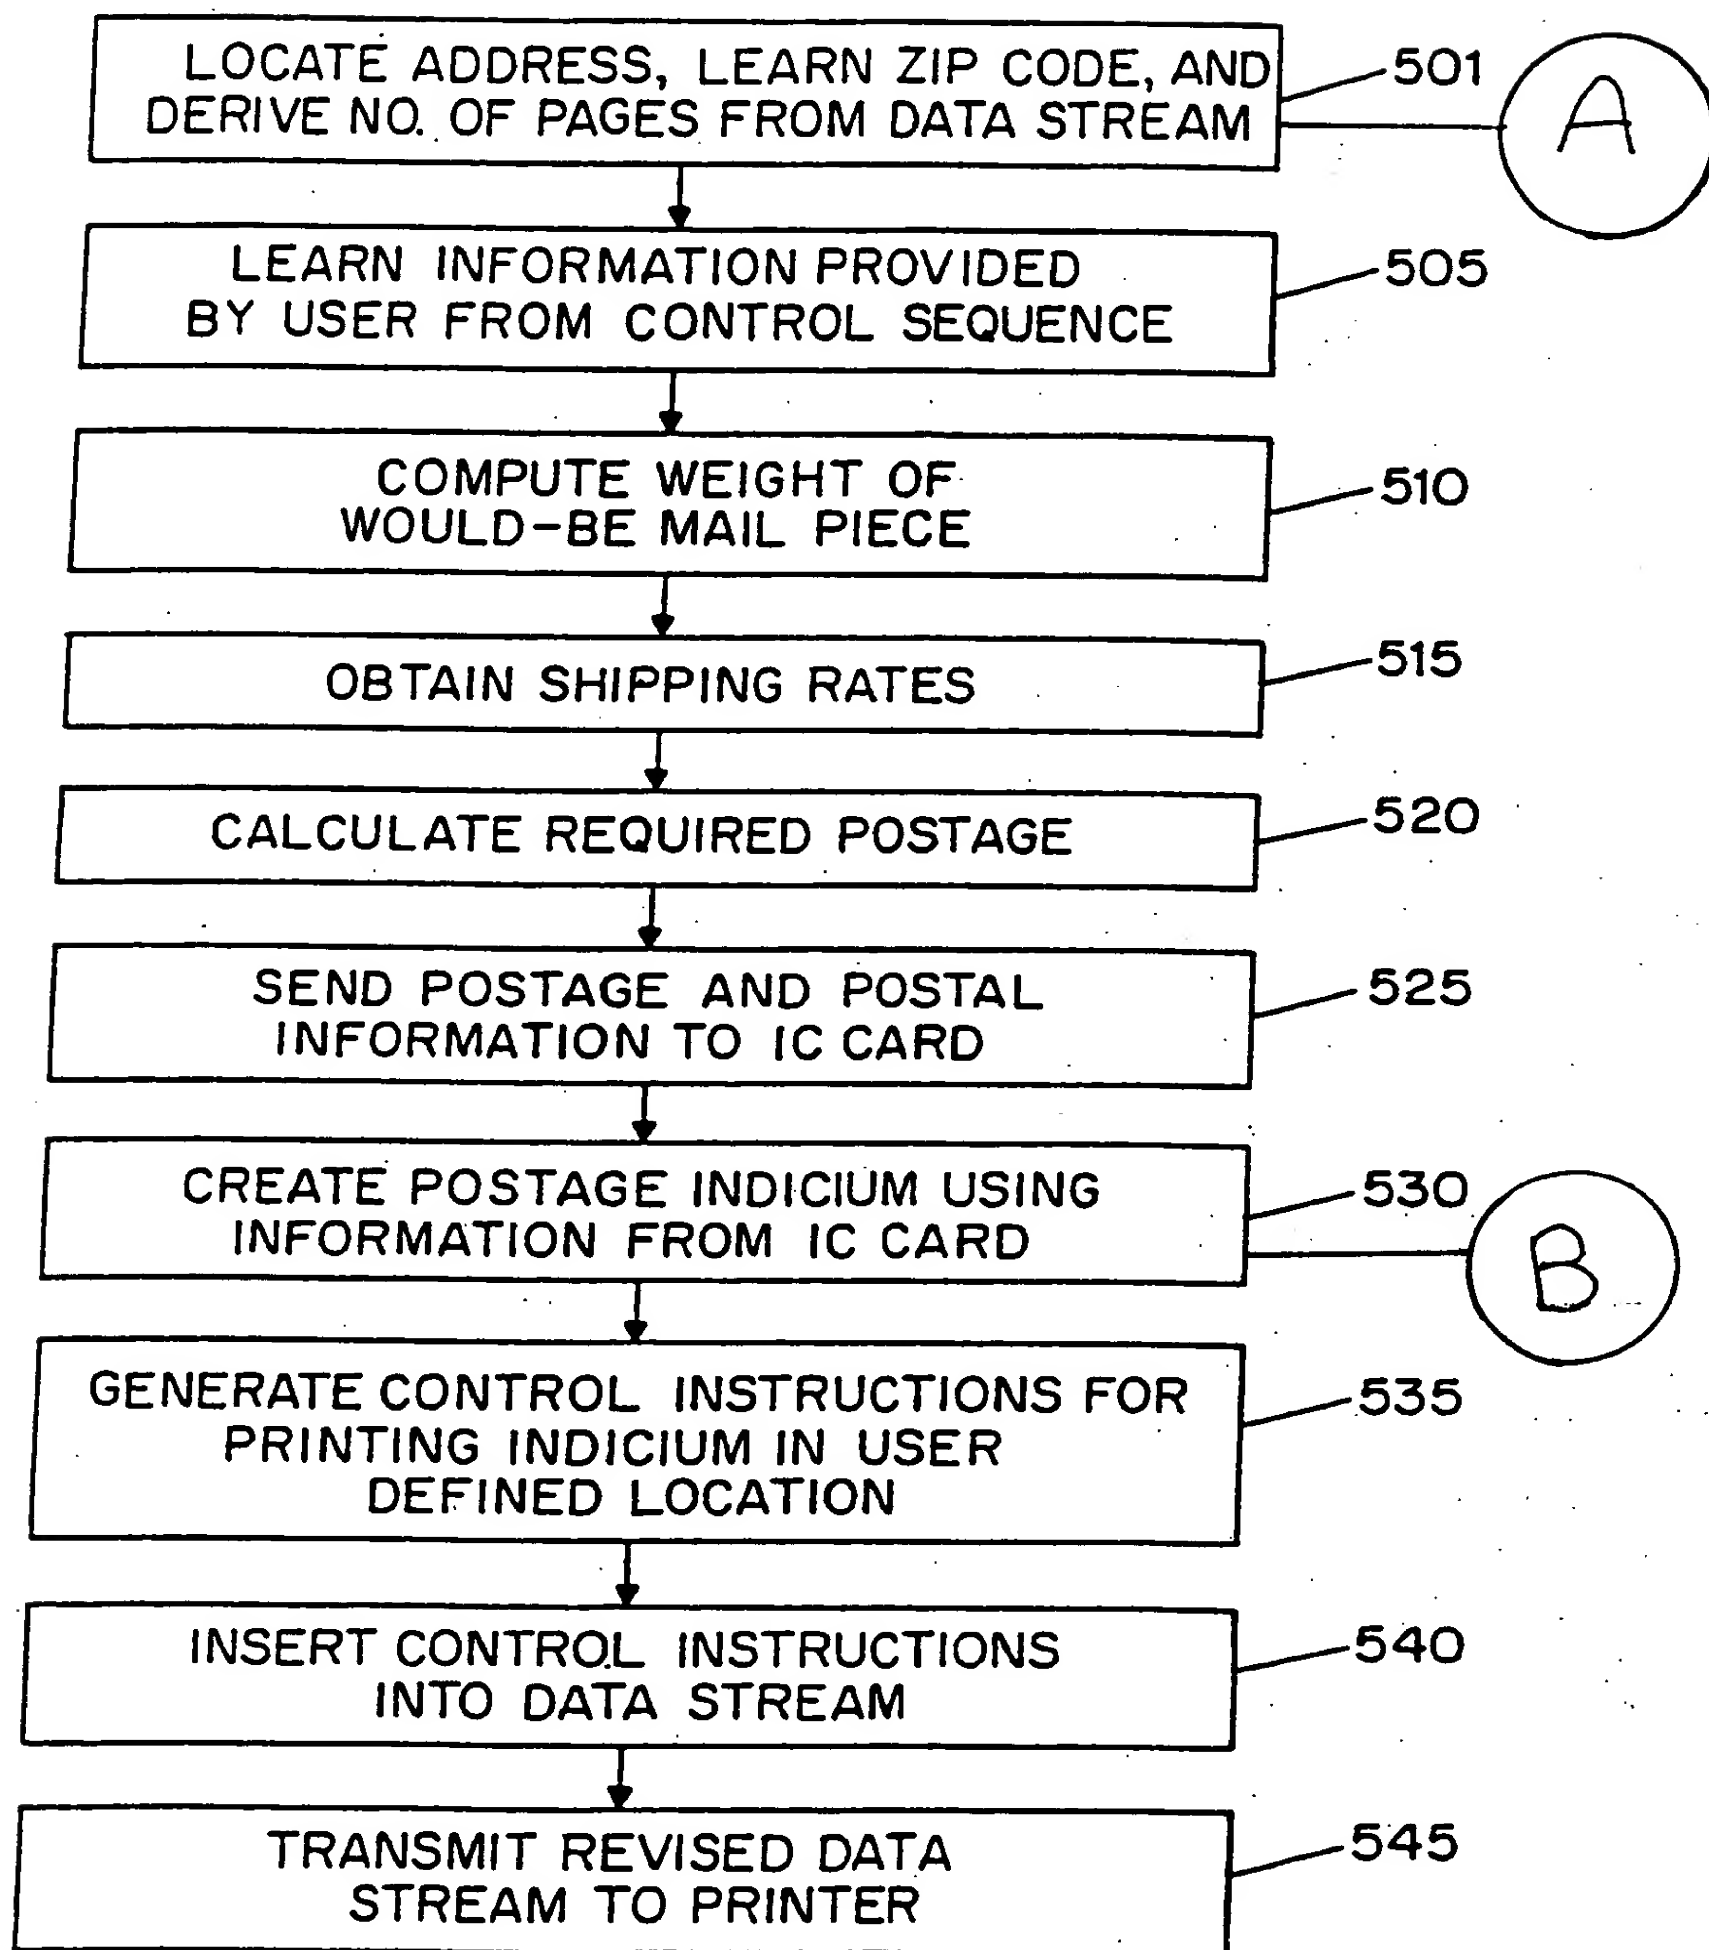 LOCATE ADDRESS, LEARN ZIP CODE, AND
DERIVE NO. OF PAGES FROM DATA STREAM
501
A
LEARN INFORMATION PROVIDED
BY USER FROM CONTROL SEQUENCE
505
COMPUTE WEIGHT OF
WOULD-BE MAIL PIECE
510
OBTAIN SHIPPING RATES
515
CALCULATE REQUIRED POSTAGE
520
SEND POSTAGE AND POSTAL
INFORMATION TO IC CARD
525
CREATE POSTAGE INDICIUM USING
INFORMATION FROM IC CARD
530
B
GENERATE CONTROL INSTRUCTIONS FOR
PRINTING INDICIUM IN USER
DEFINED LOCATION
535
INSERT CONTROL INSTRUCTIONS
INTO DATA STREAM
540
TRANSMIT REVISED DATA
STREAM TO PRINTER
545